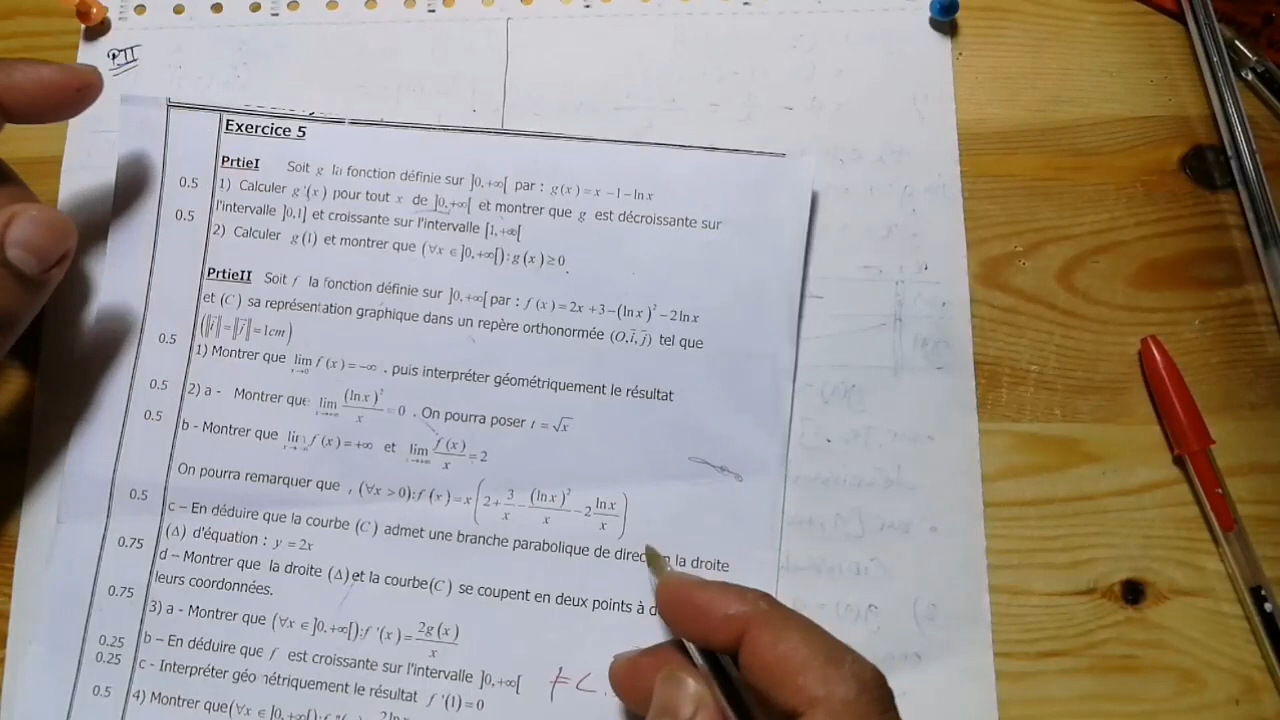 PII
Exercice 5
PrtieI Soit g la fonction définie sur ]0,+∞[ par : g(x)=x−1−ln x
0.5 1) Calculer g'(x) pour tout x de ]0,+∞[ et montrer que g est décroissante sur
l'intervalle ]0,1] et croissante sur l'intervalle [1,+∞[
0.5 2) Calculer g(1) et montrer que (∀x ∈ ]0,+∞[) : g(x) ≥ 0
PrtieII Soit f la fonction définie sur ]0,+∞[ par : f(x)=2x+3−(ln x)²−2 ln x
et (C) sa représentation graphique dans un repère orthonormée (O,i,j) tel que
(‖i‖=‖j‖=1cm)
0.5 1) Montrer que lim f(x)=−∞ . puis interpréter géométriquement le résultat
x→0
0.5 2) a - Montrer que lim (ln x)²/x = 0 . On pourra poser t = √x
x→+∞
0.5 b - Montrer que lim f(x)=+∞ et lim f(x)/x = 2
On pourra remarquer que , (∀x > 0) : f(x)=x(2+3/x−(ln x)²/x−2 ln x/x)
0.5 c – En déduire que la courbe (C) admet une branche parabolique de la droite
(Δ) d'équation : y = 2x
0.75 d – Montrer que la droite (Δ) et la courbe (C) se coupent en deux points à
leurs coordonnées.
0.75 3) a - Montrer que (∀x ∈ ]0,+∞[) : f'(x) = 2g(x)/x
0.25 b – En déduire que f est croissante sur l'intervalle ]0,+∞[
0.25 c - Interpréter géométriquement le résultat f'(1)=0
0.5 4) Montrer que (∀x ∈ ]0,+∞[)